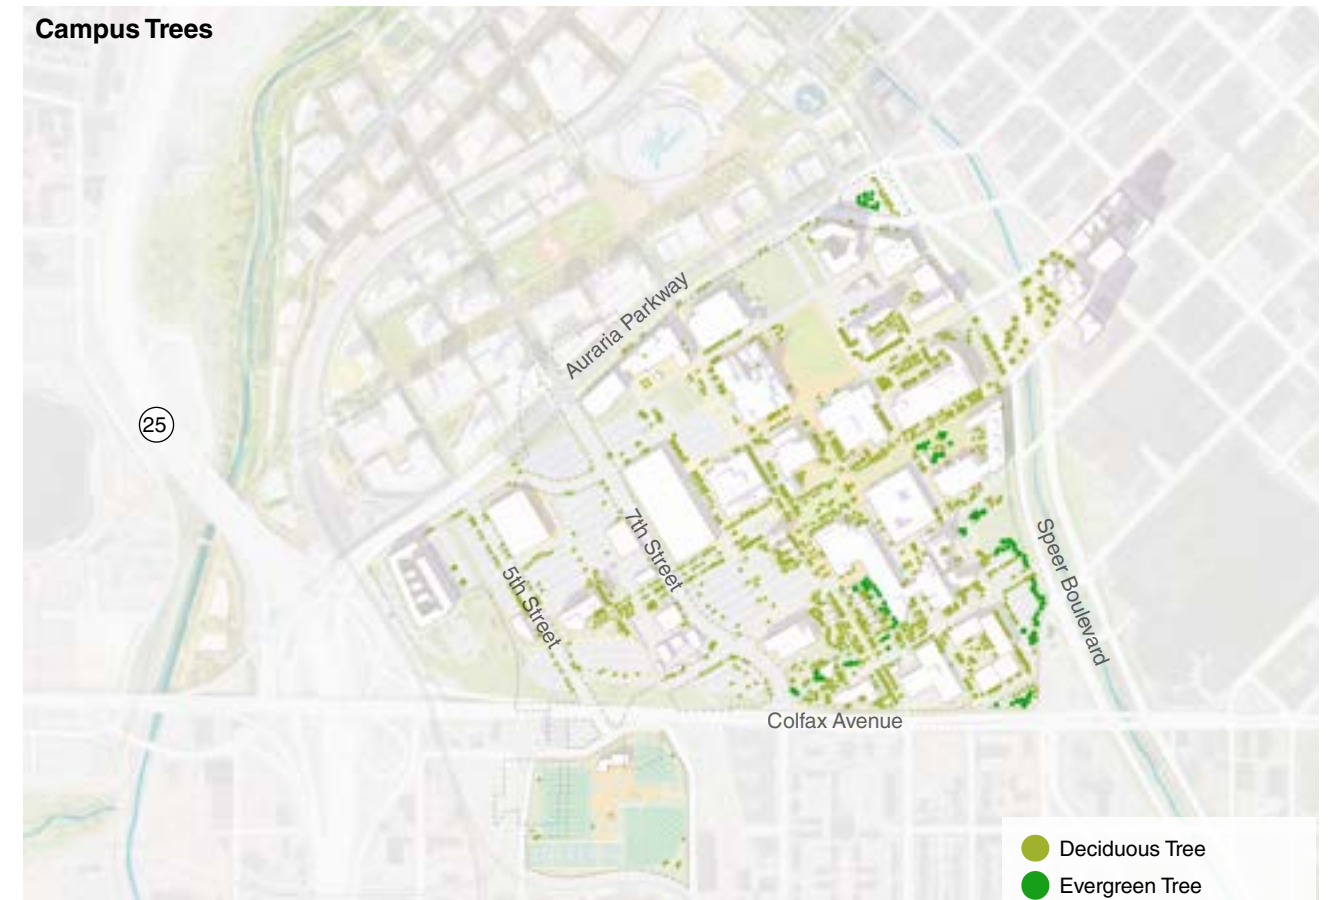 Campus Trees
Auraria Parkway
25
7th Street
5th Street
Speer Boulevard
Colfax Avenue
Deciduous Tree
Evergreen Tree